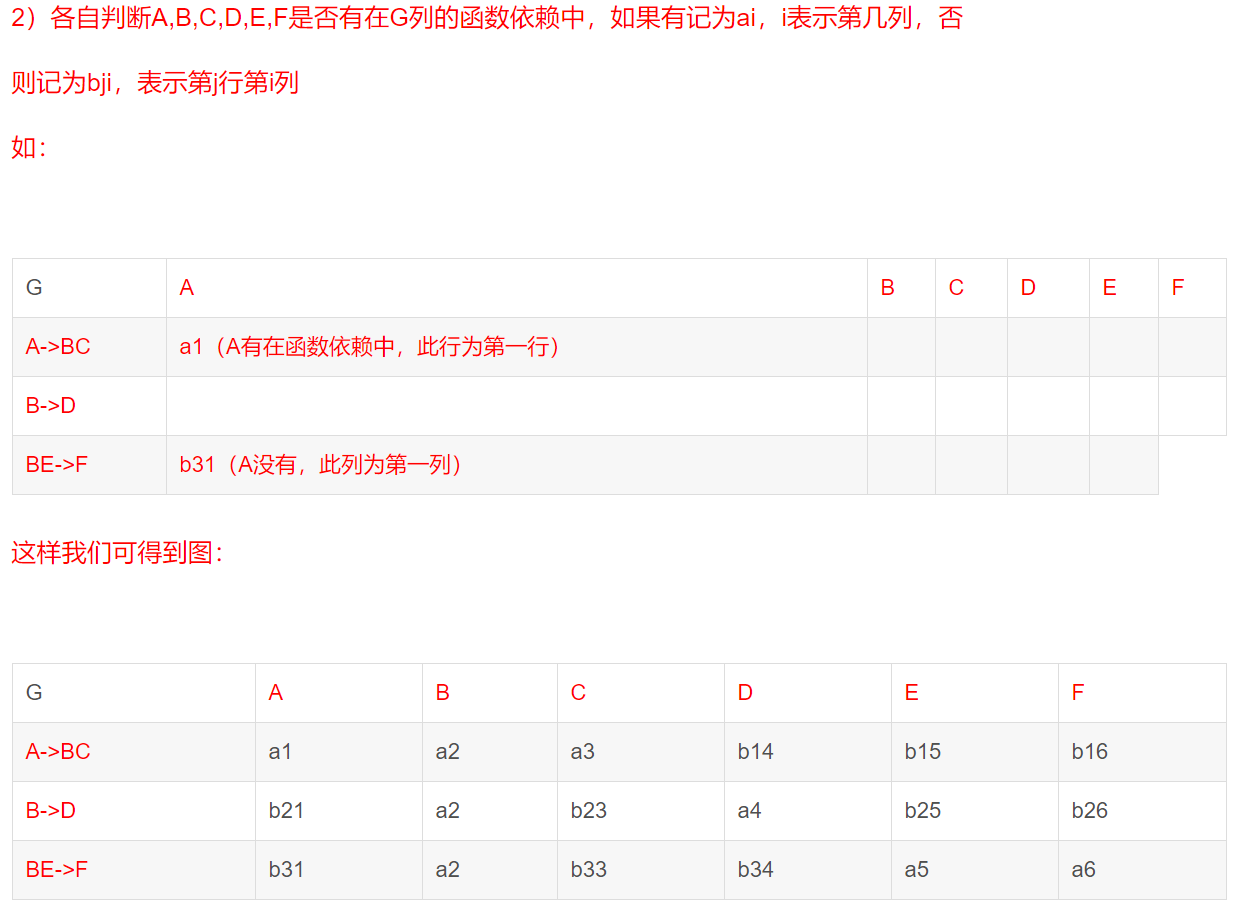 2）各自判断A,B,C,D,E,F是否有在G列的函数依赖中，如果有记为ai，i表示第几列，否
则记为bji，表示第j行第i列
如：
G A B C D E F
A->BC a1（A有在函数依赖中，此行为第一行）
B->D
BE->F b31（A没有，此列为第一列）
这样我们可得到图：
G A B C D E F
A->BC a1 a2 a3 b14 b15 b16
B->D b21 a2 b23 a4 b25 b26
BE->F b31 a2 b33 b34 a5 a6